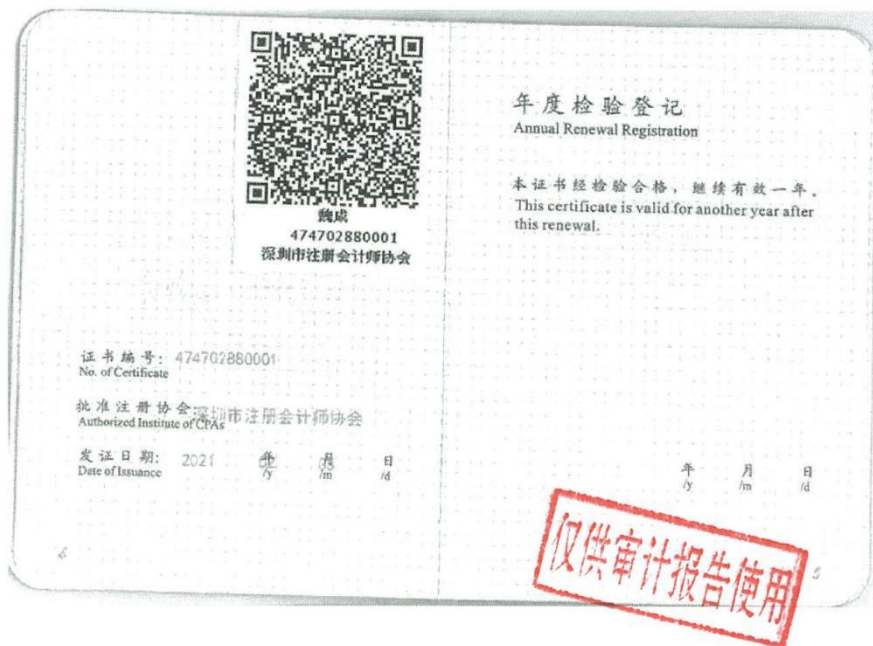 魏成
474702880001
深圳市注册会计师协会
证书编号: 474702880001
No. of Certificate
批准注册协会: 深圳市注册会计师协会
Authorized Institute of CPAs
发证日期: 2021 年 月 日
Date of Issuance /y /m /d
年度检验登记
Annual Renewal Registration
本证书经检验合格，继续有效一年。
This certificate is valid for another year after
this renewal.
年 月 日
/y /m /d
仅供审计报告使用
5